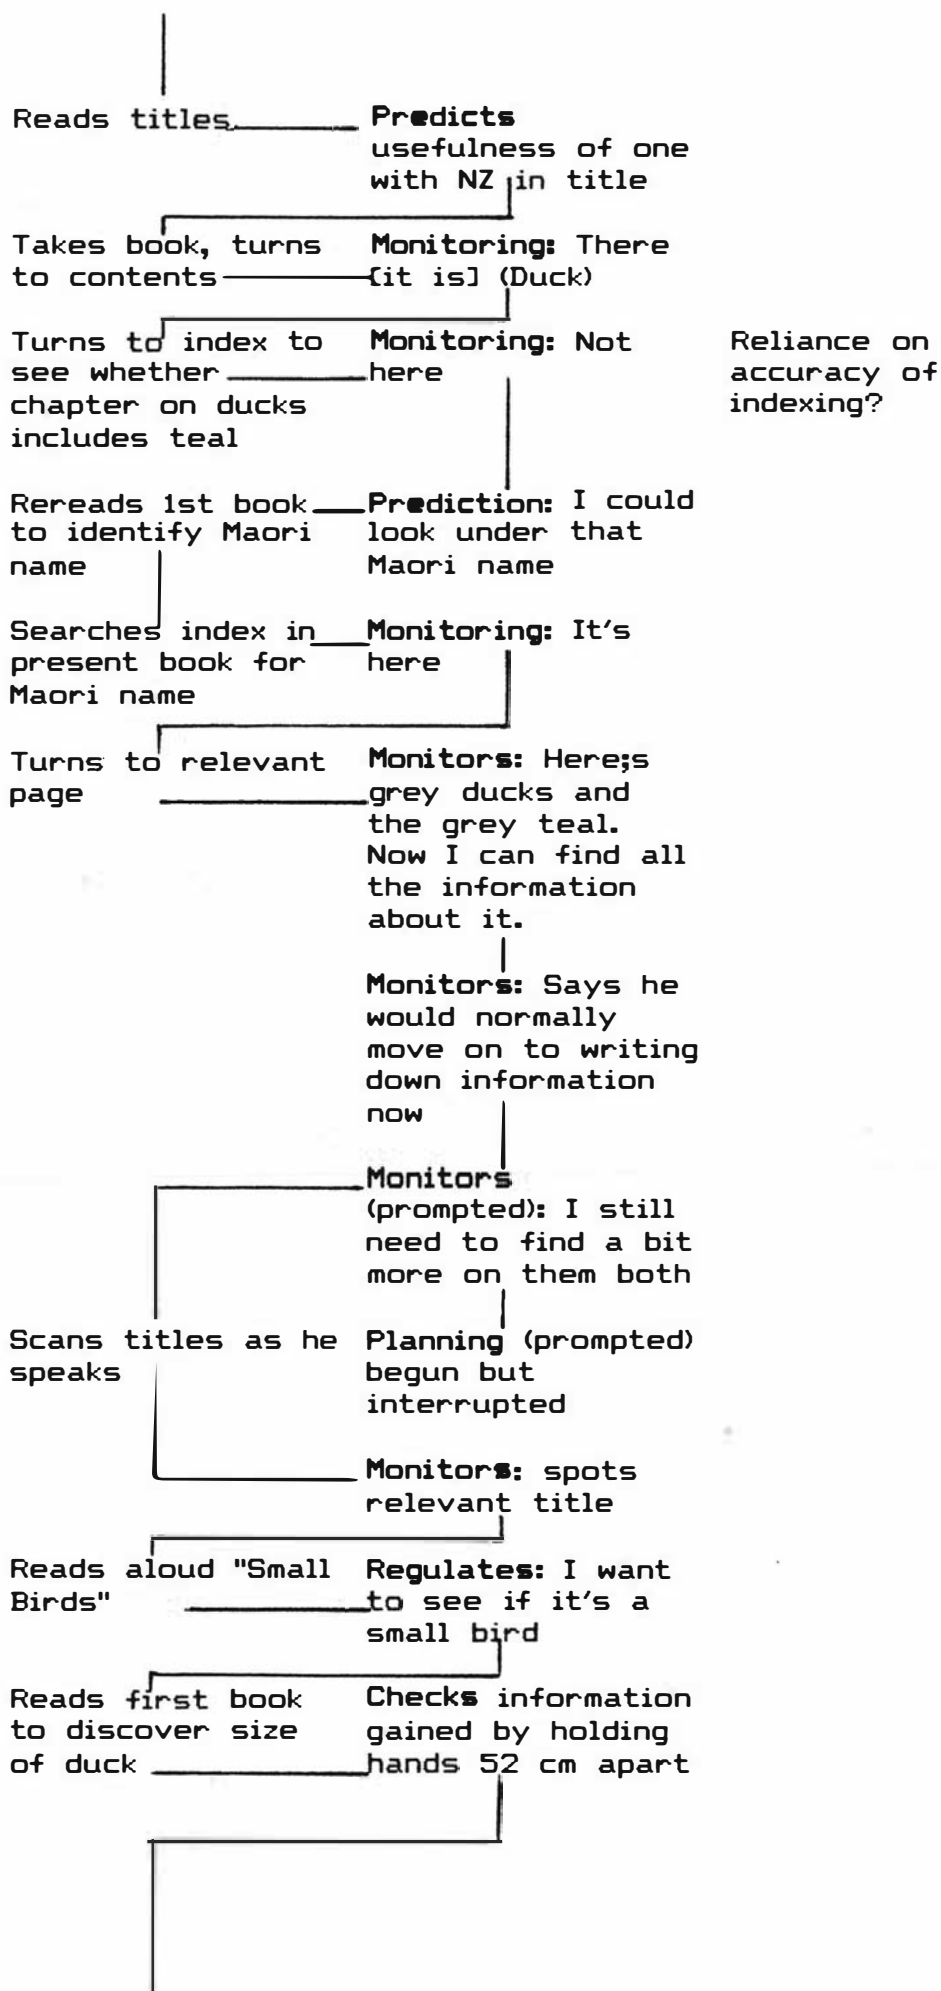 Reads titles
Predicts
usefulness of one
with NZ in title
Takes book, turns
to contents
Monitoring: There
[it is] (Duck)
Turns to index to
see whether
chapter on ducks
includes teal
Monitoring: Not
here
Reliance on
accuracy of
indexing?
Rereads 1st book
to identify Maori
name
Prediction: I could
look under that
Maori name
Searches index in
present book for
Maori name
Monitoring: It's
here
Turns to relevant
page
Monitors: Here;s
grey ducks and
the grey teal.
Now I can find all
the information
about it.
Monitors: Says he
would normally
move on to writing
down information
now
Monitors
(prompted): I still
need to find a bit
more on them both
Scans titles as he
speaks
Planning (prompted)
begun but
interrupted
Monitors: spots
relevant title
Reads aloud "Small
Birds"
Regulates: I want
to see if it's a
small bird
Reads first book
to discover size
of duck
Checks information
gained by holding
hands 52 cm apart